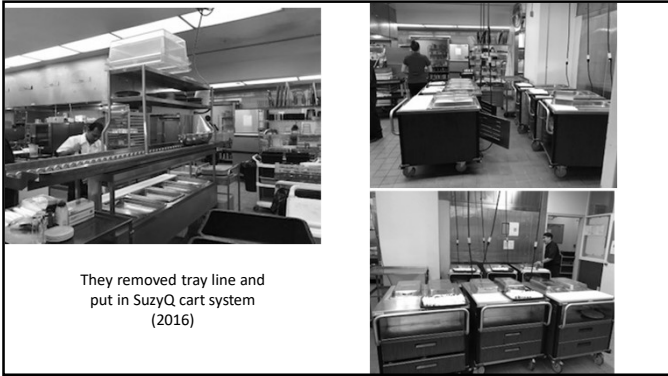 They removed tray line and
put in SuzyQ cart system
(2016)